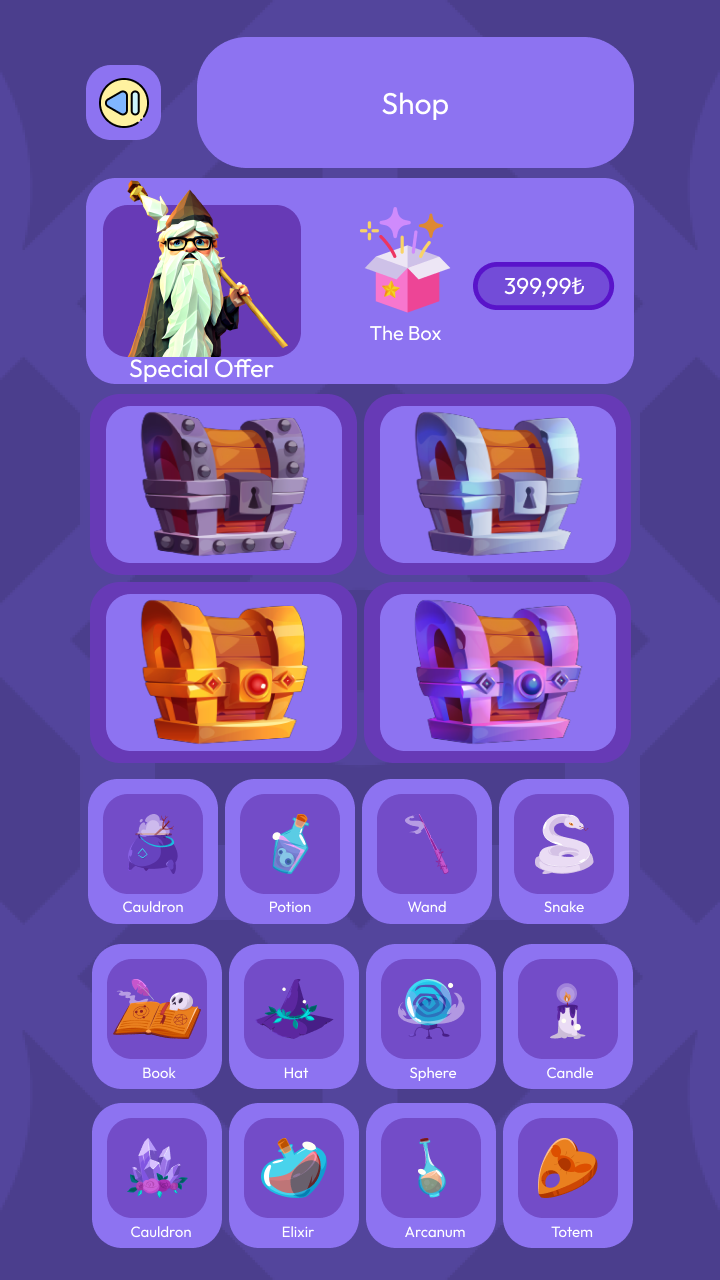 Shop
399,99₺
The Box
Special Offer
Cauldron
Potion
Wand
Snake
Book
Hat
Sphere
Candle
Cauldron
Elixir
Arcanum
Totem